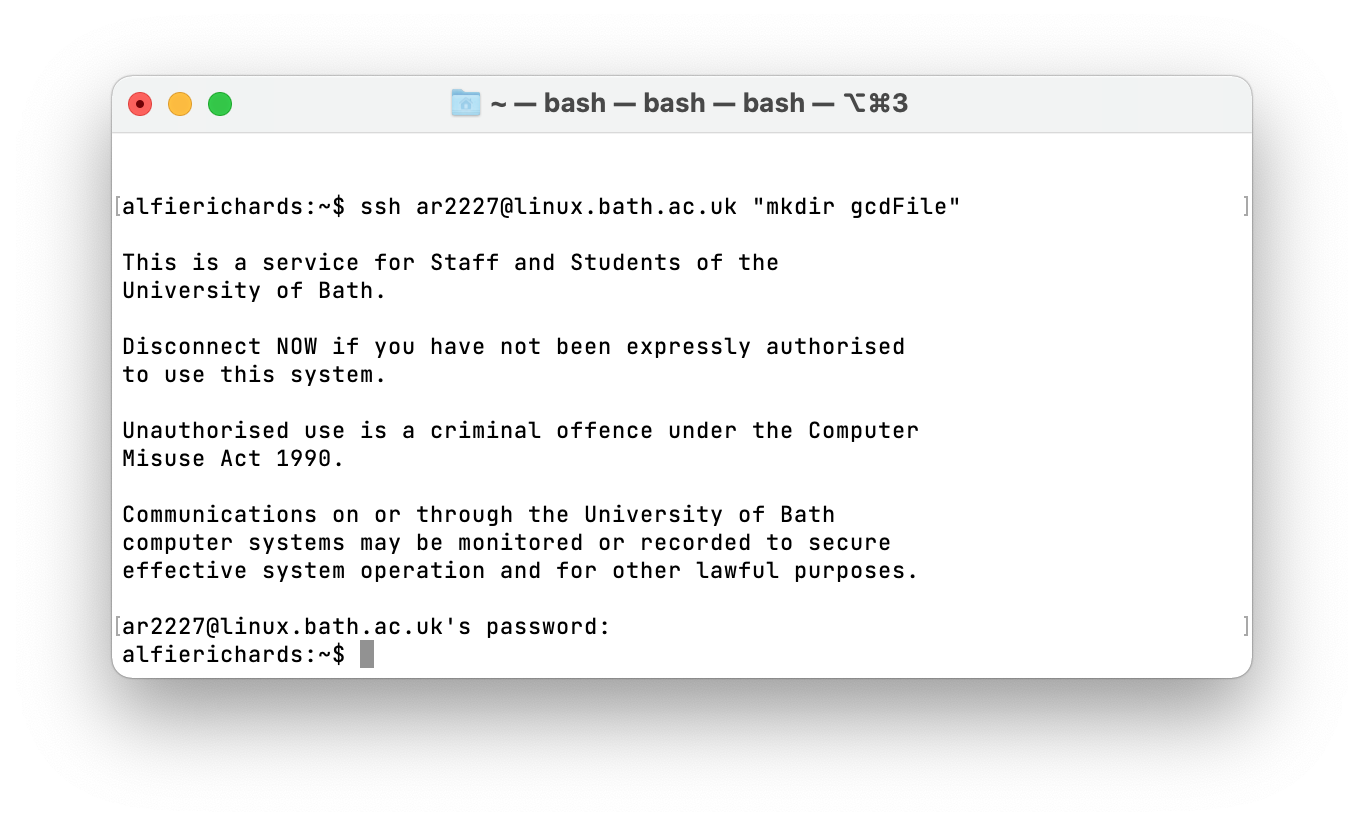 ~ — bash — bash — bash — ⌥⌘3
[alfierichards:~$ ssh ar2227@linux.bath.ac.uk "mkdir gcdFile" ]
This is a service for Staff and Students of the
University of Bath.
Disconnect NOW if you have not been expressly authorised
to use this system.
Unauthorised use is a criminal offence under the Computer
Misuse Act 1990.
Communications on or through the University of Bath
computer systems may be monitored or recorded to secure
effective system operation and for other lawful purposes.
[ar2227@linux.bath.ac.uk's password: ]
alfierichards:~$